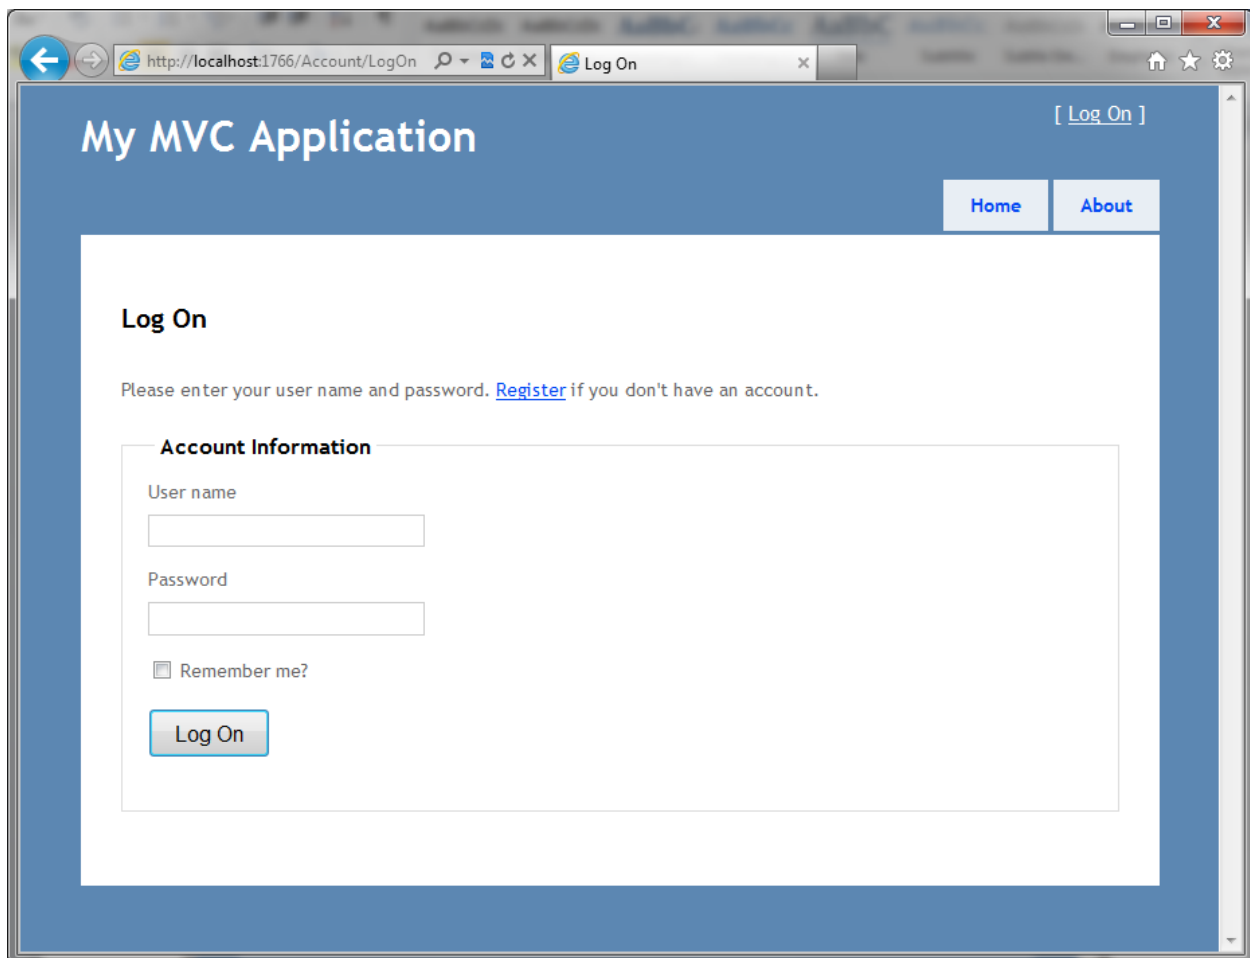 http://localhost:1766/Account/LogOn
Log On
[ Log On ]
My MVC Application
Home
About
Log On
Please enter your user name and password. Register if you don't have an account.
Account Information
User name
Password
Remember me?
Log On